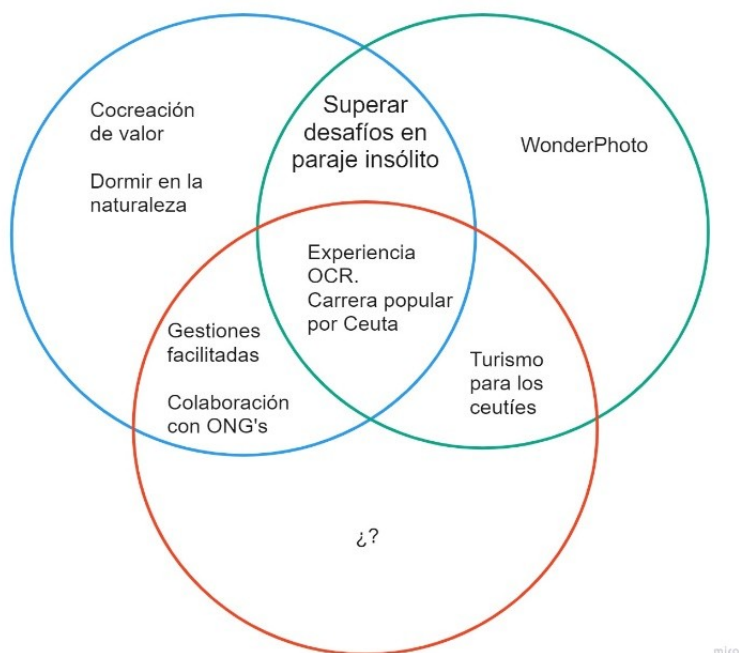 Cocreación
de valor
Dormir en la
naturaleza
Superar
desafíos en
paraje insólito
WonderPhoto
Experiencia
OCR.
Carrera popular
por Ceuta
Gestiones
facilitadas
Colaboración
con ONG's
Turismo
para los
ceutíes
¿?
miro